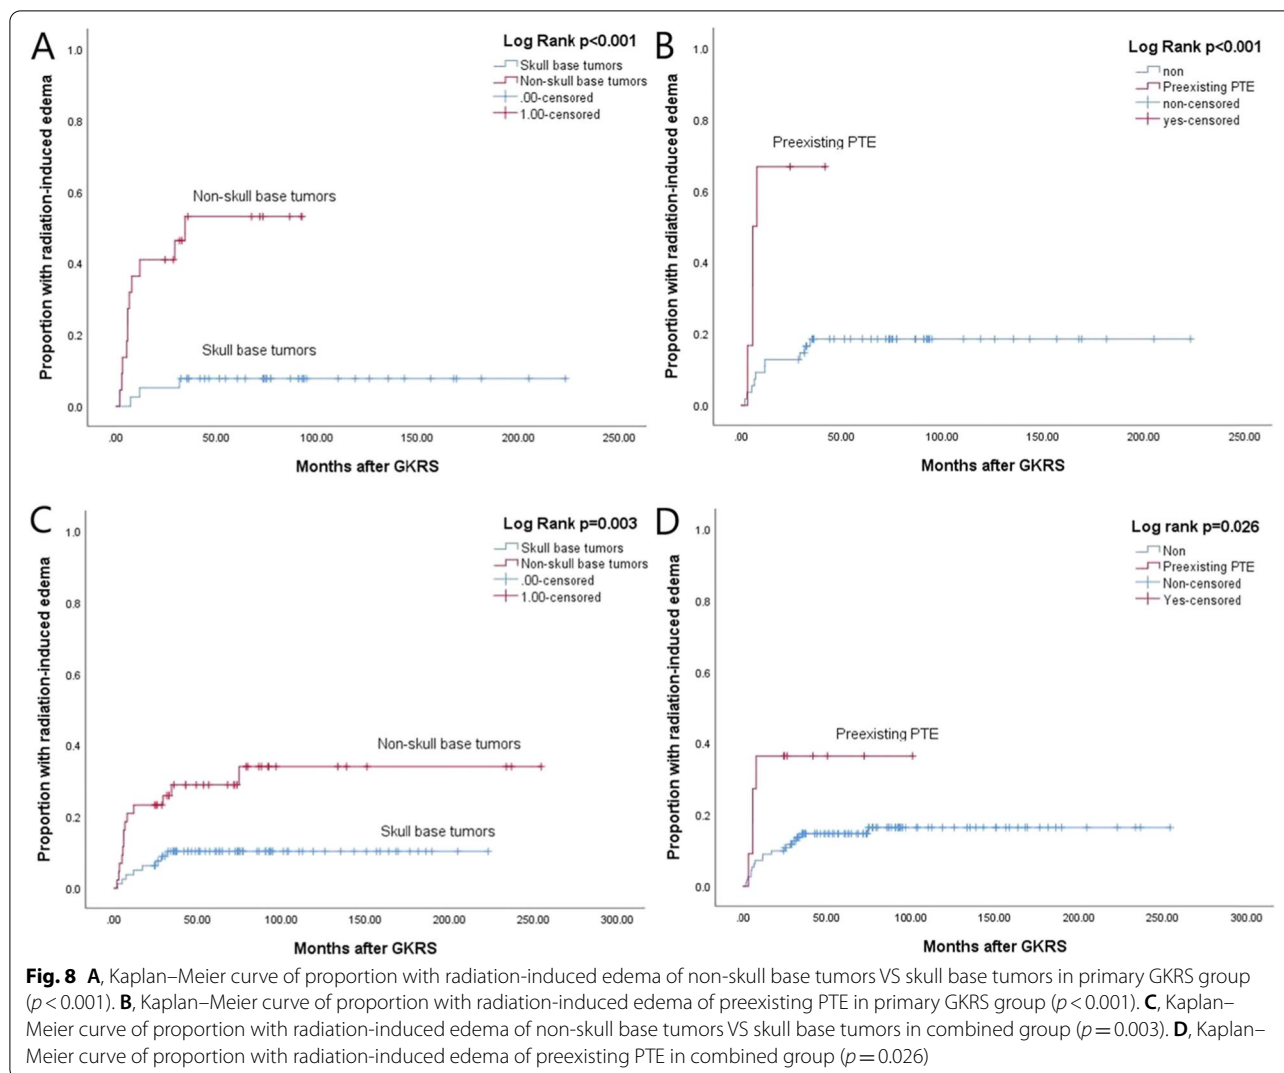 A
Log Rank p<0.001
Skull base tumors
Non-skull base tumors
.00-censored
1.00-censored
Proportion with radiation-induced edema
1.0
0.8
0.6
0.4
0.2
0.0
Non-skull base tumors
Skull base tumors
.00 50.00 100.00 150.00 200.00 250.00
Months after GKRS
B
Log Rank p<0.001
non
Preexisting PTE
non-censored
yes-censored
Proportion with radiation-induced edema
1.0
0.8
0.6
0.4
0.2
0.0
Preexisting PTE
.00 50.00 100.00 150.00 200.00 250.00
Months after GKRS
C
Log Rank p=0.003
Skull base tumors
Non-skull base tumors
.00-censored
1.00-censored
Proportion with radiation-induced edema
1.0
0.8
0.6
0.4
0.2
0.0
Non-skull base tumors
Skull base tumors
.00 50.00 100.00 150.00 200.00 250.00 300.00
Months after GKRS
D
Log rank p=0.026
Non
Preexisting PTE
Non-censored
Yes-censored
Proportion with radiation-induced edema
1.0
0.8
0.6
0.4
0.2
0.0
Preexisting PTE
.00 50.00 100.00 150.00 200.00 250.00 300.00
Months after GKRS
Fig. 8 A, Kaplan–Meier curve of proportion with radiation-induced edema of non-skull base tumors VS skull base tumors in primary GKRS group
(p < 0.001). B, Kaplan–Meier curve of proportion with radiation-induced edema of preexisting PTE in primary GKRS group (p < 0.001). C, Kaplan–
Meier curve of proportion with radiation-induced edema of non-skull base tumors VS skull base tumors in combined group (p = 0.003). D, Kaplan–
Meier curve of proportion with radiation-induced edema of preexisting PTE in combined group (p = 0.026)